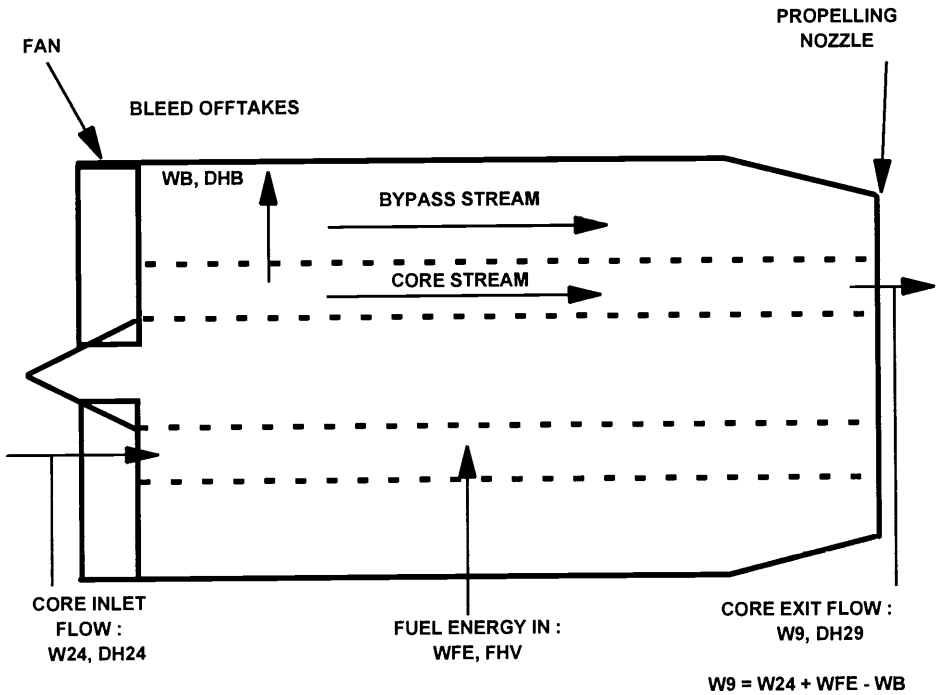 PROPELLING
NOZZLE
FAN
BLEED OFFTAKES
WB, DHB
BYPASS STREAM
CORE STREAM
CORE INLET
FLOW :
W24, DH24
FUEL ENERGY IN :
WFE, FHV
CORE EXIT FLOW :
W9, DH29
W9 = W24 + WFE - WB